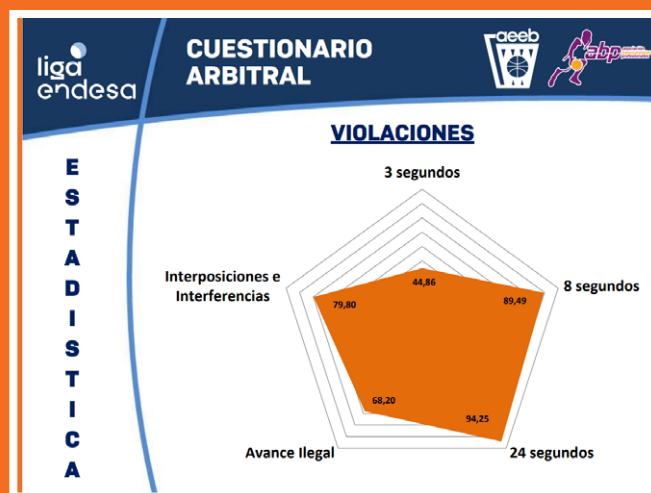 liga
endesa
CUESTIONARIO
ARBITRAL
aeeb
abp
VIOLACIONES
ESTADISTICA
3 segundos
8 segundos
24 segundos
Avance Ilegal
Interposiciones e
Interferencias
44,86
89,49
94,25
68,20
79,80